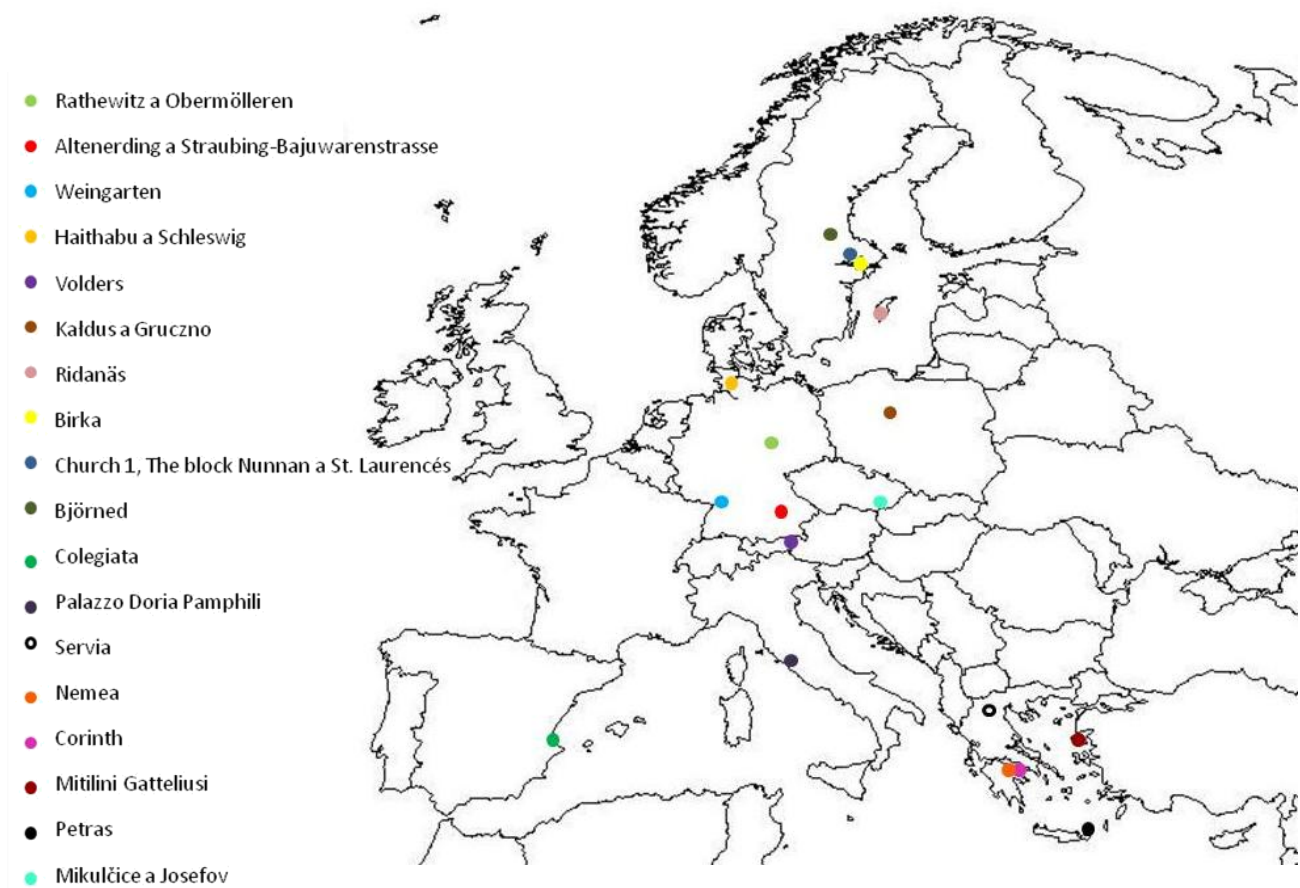 Rathewitz a Obermölleren
Altenerding a Straubing-Bajuwarenstrasse
Weingarten
Haithabu a Schleswig
Volders
Kałdus a Gruczno
Ridanäs
Birka
Church 1, The block Nunnan a St. Laurencés
Björned
Colegiata
Palazzo Doria Pamphili
Servia
Nemea
Corinth
Mitilini Gatteliusi
Petras
Mikulčice a Josefov